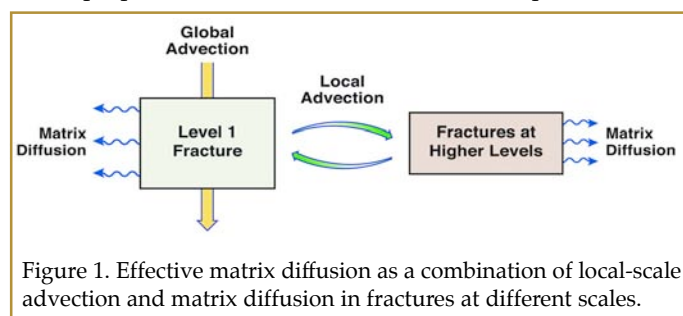 Global
Advection
Local
Advection
Matrix
Diffusion
Level 1
Fracture
Fractures at
Higher Levels
Matrix
Diffusion
Figure 1. Effective matrix diffusion as a combination of local-scale
advection and matrix diffusion in fractures at different scales.